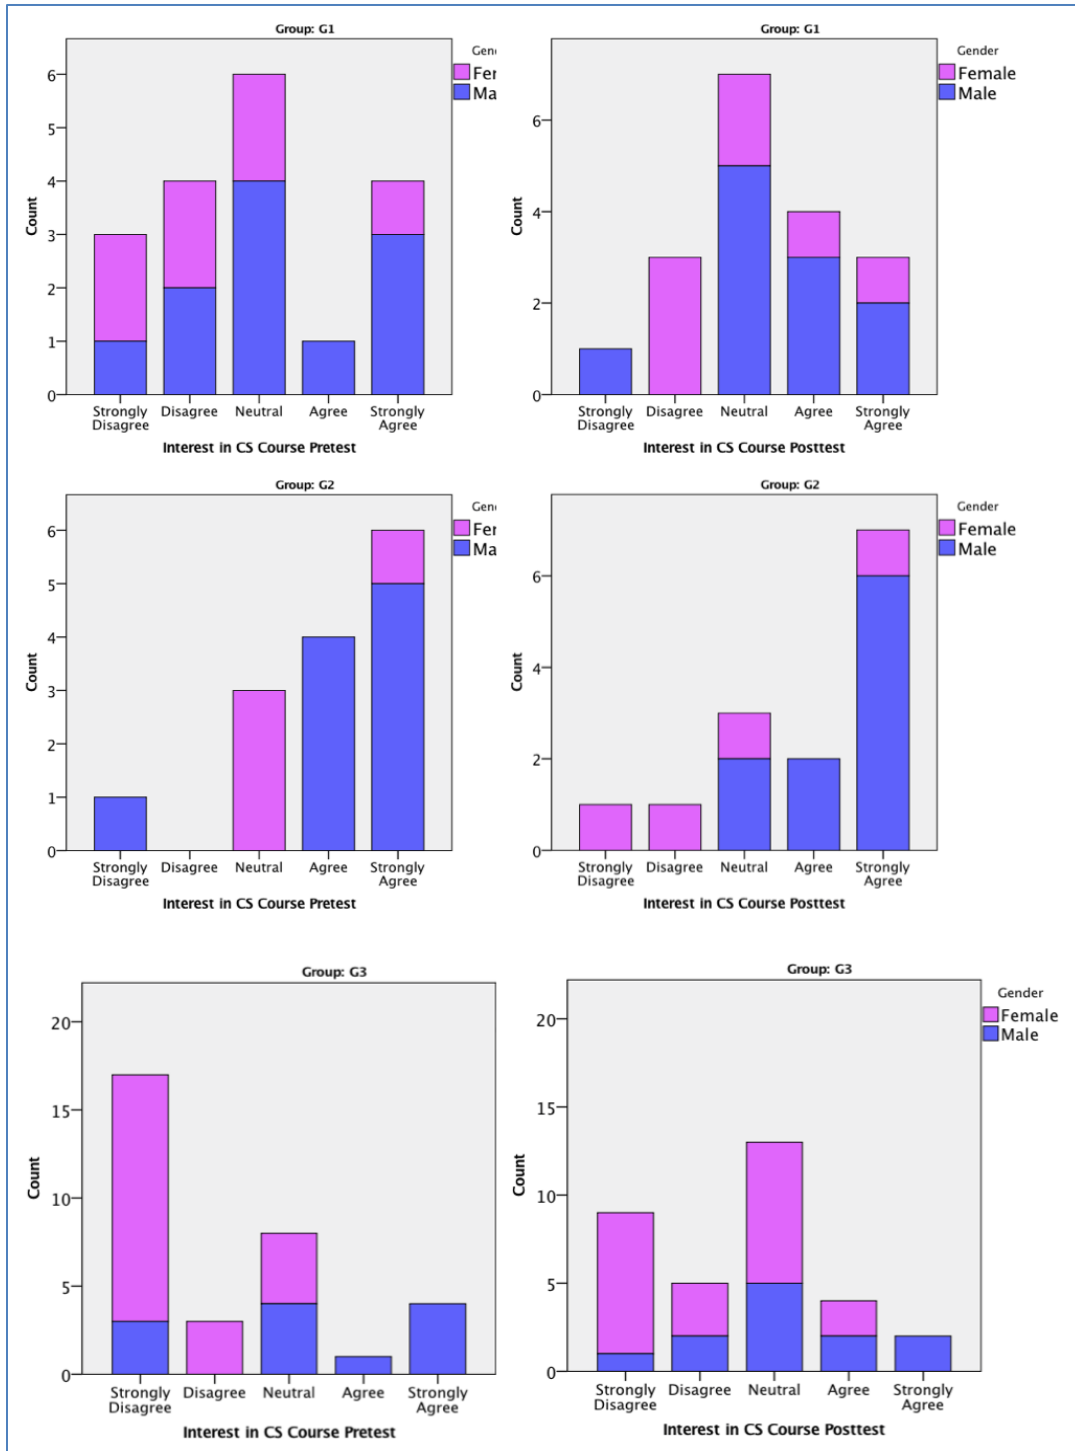 Group: G1
Gen
Fer
Ma
6
5
4
3
2
1
0
Count
Strongly Disagree
Disagree
Neutral
Agree
Strongly Agree
Interest in CS Course Pretest
Group: G1
Gender
Female
Male
6
4
2
0
Count
Strongly Disagree
Disagree
Neutral
Agree
Strongly Agree
Interest in CS Course Posttest
Group: G2
Gen
Fer
Ma
6
5
4
3
2
1
0
Count
Strongly Disagree
Disagree
Neutral
Agree
Strongly Agree
Interest in CS Course Pretest
Group: G2
Gender
Female
Male
6
4
2
0
Count
Strongly Disagree
Disagree
Neutral
Agree
Strongly Agree
Interest in CS Course Posttest
Group: G3
20
15
10
5
0
Count
Strongly Disagree
Disagree
Neutral
Agree
Strongly Agree
Interest in CS Course Pretest
Group: G3
Gender
Female
Male
20
15
10
5
0
Count
Strongly Disagree
Disagree
Neutral
Agree
Strongly Agree
Interest in CS Course Posttest